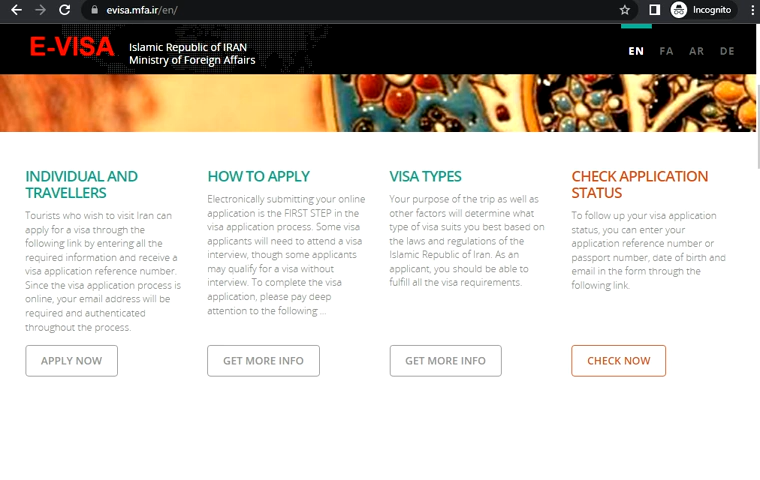 evisa.mfa.ir/en/
Incognito
E-VISA
Islamic Republic of IRAN
Ministry of Foreign Affairs
EN FA AR DE
INDIVIDUAL AND
TRAVELLERS
Tourists who wish to visit Iran can
apply for a visa through the
following link by entering all the
required information and receive a
visa application reference number.
Since the visa application process is
online, your email address will be
required and authenticated
throughout the process.
APPLY NOW
HOW TO APPLY
Electronically submitting your online
application is the FIRST STEP in the
visa application process. Some visa
applicants will need to attend a visa
interview, though some applicants
may qualify for a visa without
interview. To complete the visa
application, please pay deep
attention to the following ...
GET MORE INFO
VISA TYPES
Your purpose of the trip as well as
other factors will determine what
type of visa suits you best based on
the laws and regulations of the
Islamic Republic of Iran. As an
applicant, you should be able to
fulfill all the visa requirements.
GET MORE INFO
CHECK APPLICATION
STATUS
To follow up your visa application
status, you can enter your
application reference number or
passport number, date of birth and
email in the form through the
following link.
CHECK NOW